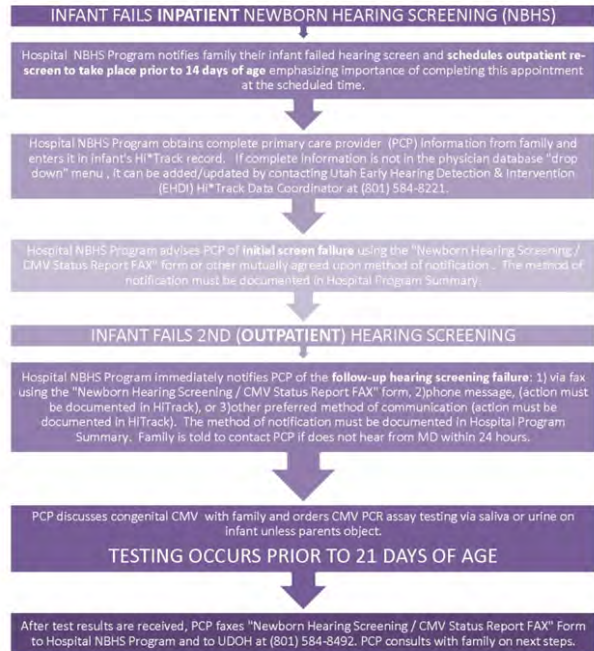 INFANT FAILS INPATIENT NEWBORN HEARING SCREENING (NBHS)
Hospital NBHS Program notifies family their infant failed hearing screen and schedules outpatient re-
screen to take place prior to 14 days of age emphasizing importance of completing this appointment
at the scheduled time.
Hospital NBHS Program obtains complete primary care provider (PCP) Information from family and
enters it in infant's Hi*Track record. If complete information is not in the physician database "drop
down" menu , it can be added/updated by contacting Utah Early Hearing Detection & Intervention
(EHDI) Hi*Track Data Coordinator at (801) 584-8221.
Hospital NBHS Program advises PCP of initial screen failure using the "Newborn Hearing Screening /
CMV Status Report FAX" form or other mutually agreed upon method of notification . The method of
notification must be documented in Hospital Program Summary.
INFANT FAILS 2ND (OUTPATIENT) HEARING SCREENING
Hospital NBHS Program immediately notifies PCP of the follow-up hearing screening failure: 1) via fax
using the "Newborn Hearing Screening / CMV Status Report FAX" form, 2)phone message, (action must
be documented in HiTrack), or 3)other preferred method of communication (action must be
documented in HiTrack). The method of notification must be documented in Hospital Program
Summary. Family is told to contact PCP if does not hear from MD within 24 hours.
PCP discusses congenital CMV with family and orders CMV PCR assay testing via saliva or urine on
infant unless parents object.
TESTING OCCURS PRIOR TO 21 DAYS OF AGE
After test results are received, PCP faxes "Newborn Hearing Screening / CMV Status Report FAX" Form
to Hospital NBHS Program and to UDOH at (801) 584-8492. PCP consults with family on next steps.